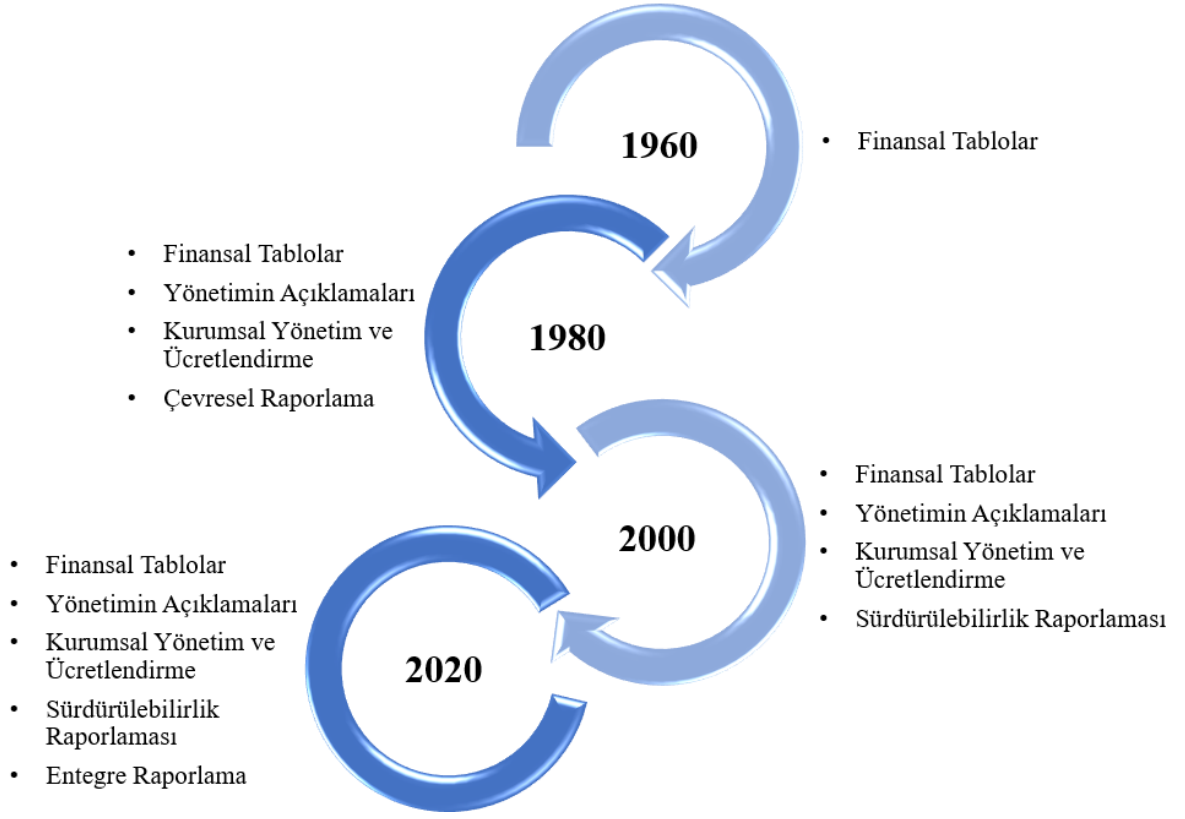 1960
• Finansal Tablolar
• Finansal Tablolar
• Yönetimin Açıklamaları
• Kurumsal Yönetim ve
Ücretlendirme
• Çevresel Raporlama
1980
2000
• Finansal Tablolar
• Yönetimin Açıklamaları
• Kurumsal Yönetim ve
Ücretlendirme
• Sürdürülebilirlik Raporlaması
• Finansal Tablolar
• Yönetimin Açıklamaları
• Kurumsal Yönetim ve
Ücretlendirme
• Sürdürülebilirlik
Raporlaması
• Entegre Raporlama
2020